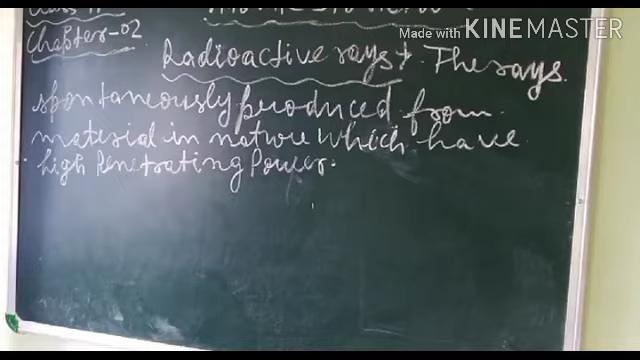 Made with KINEMASTER
Chapter-02
Radioactive rays + The rays
spontaneously produced from
material in nature which have
high Penetrating Power.